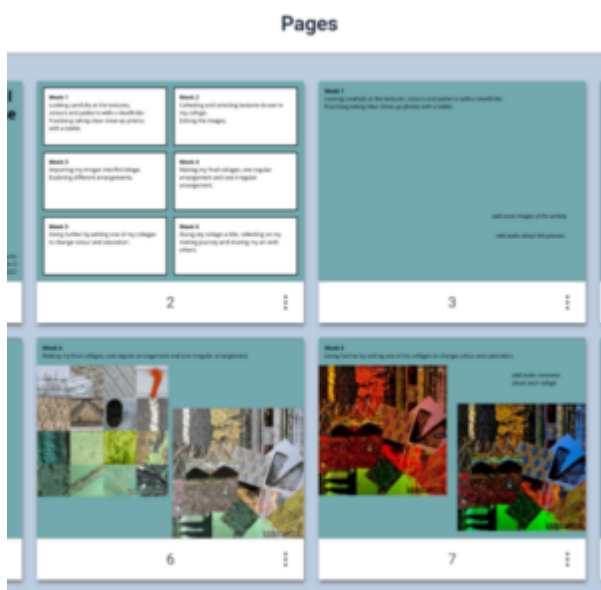 Pages
Week 1
Looking carefully at the textures,
colours and patterns with a viewfinder.
Practising taking clear close-up photos
with a tablet.
Week 2
Collecting and selecting textures to use in
my collage.
Editing the images.
Week 3
Importing my images into
Exploring different arrangements.
Week 4
Making my final collages, one regular
arrangement and one irregular
arrangement.
Week 5
Going further by editing one of my collages
to change colour and saturation.
Week 6
Giving my collage a title, reflecting on my
making journey and sharing my art with
others.
2
Week 1
Looking carefully at the textures, colours and patterns with a viewfinder.
Practising taking clear close-up photos with a tablet.
add some images of the activity
add audio about the process
3
Week 4
Making my final collages, one regular arrangement and one irregular arrangement.
6
Week 5
Going further by editing one of my collages to change colour and saturation.
add audio comment
about each collage
7